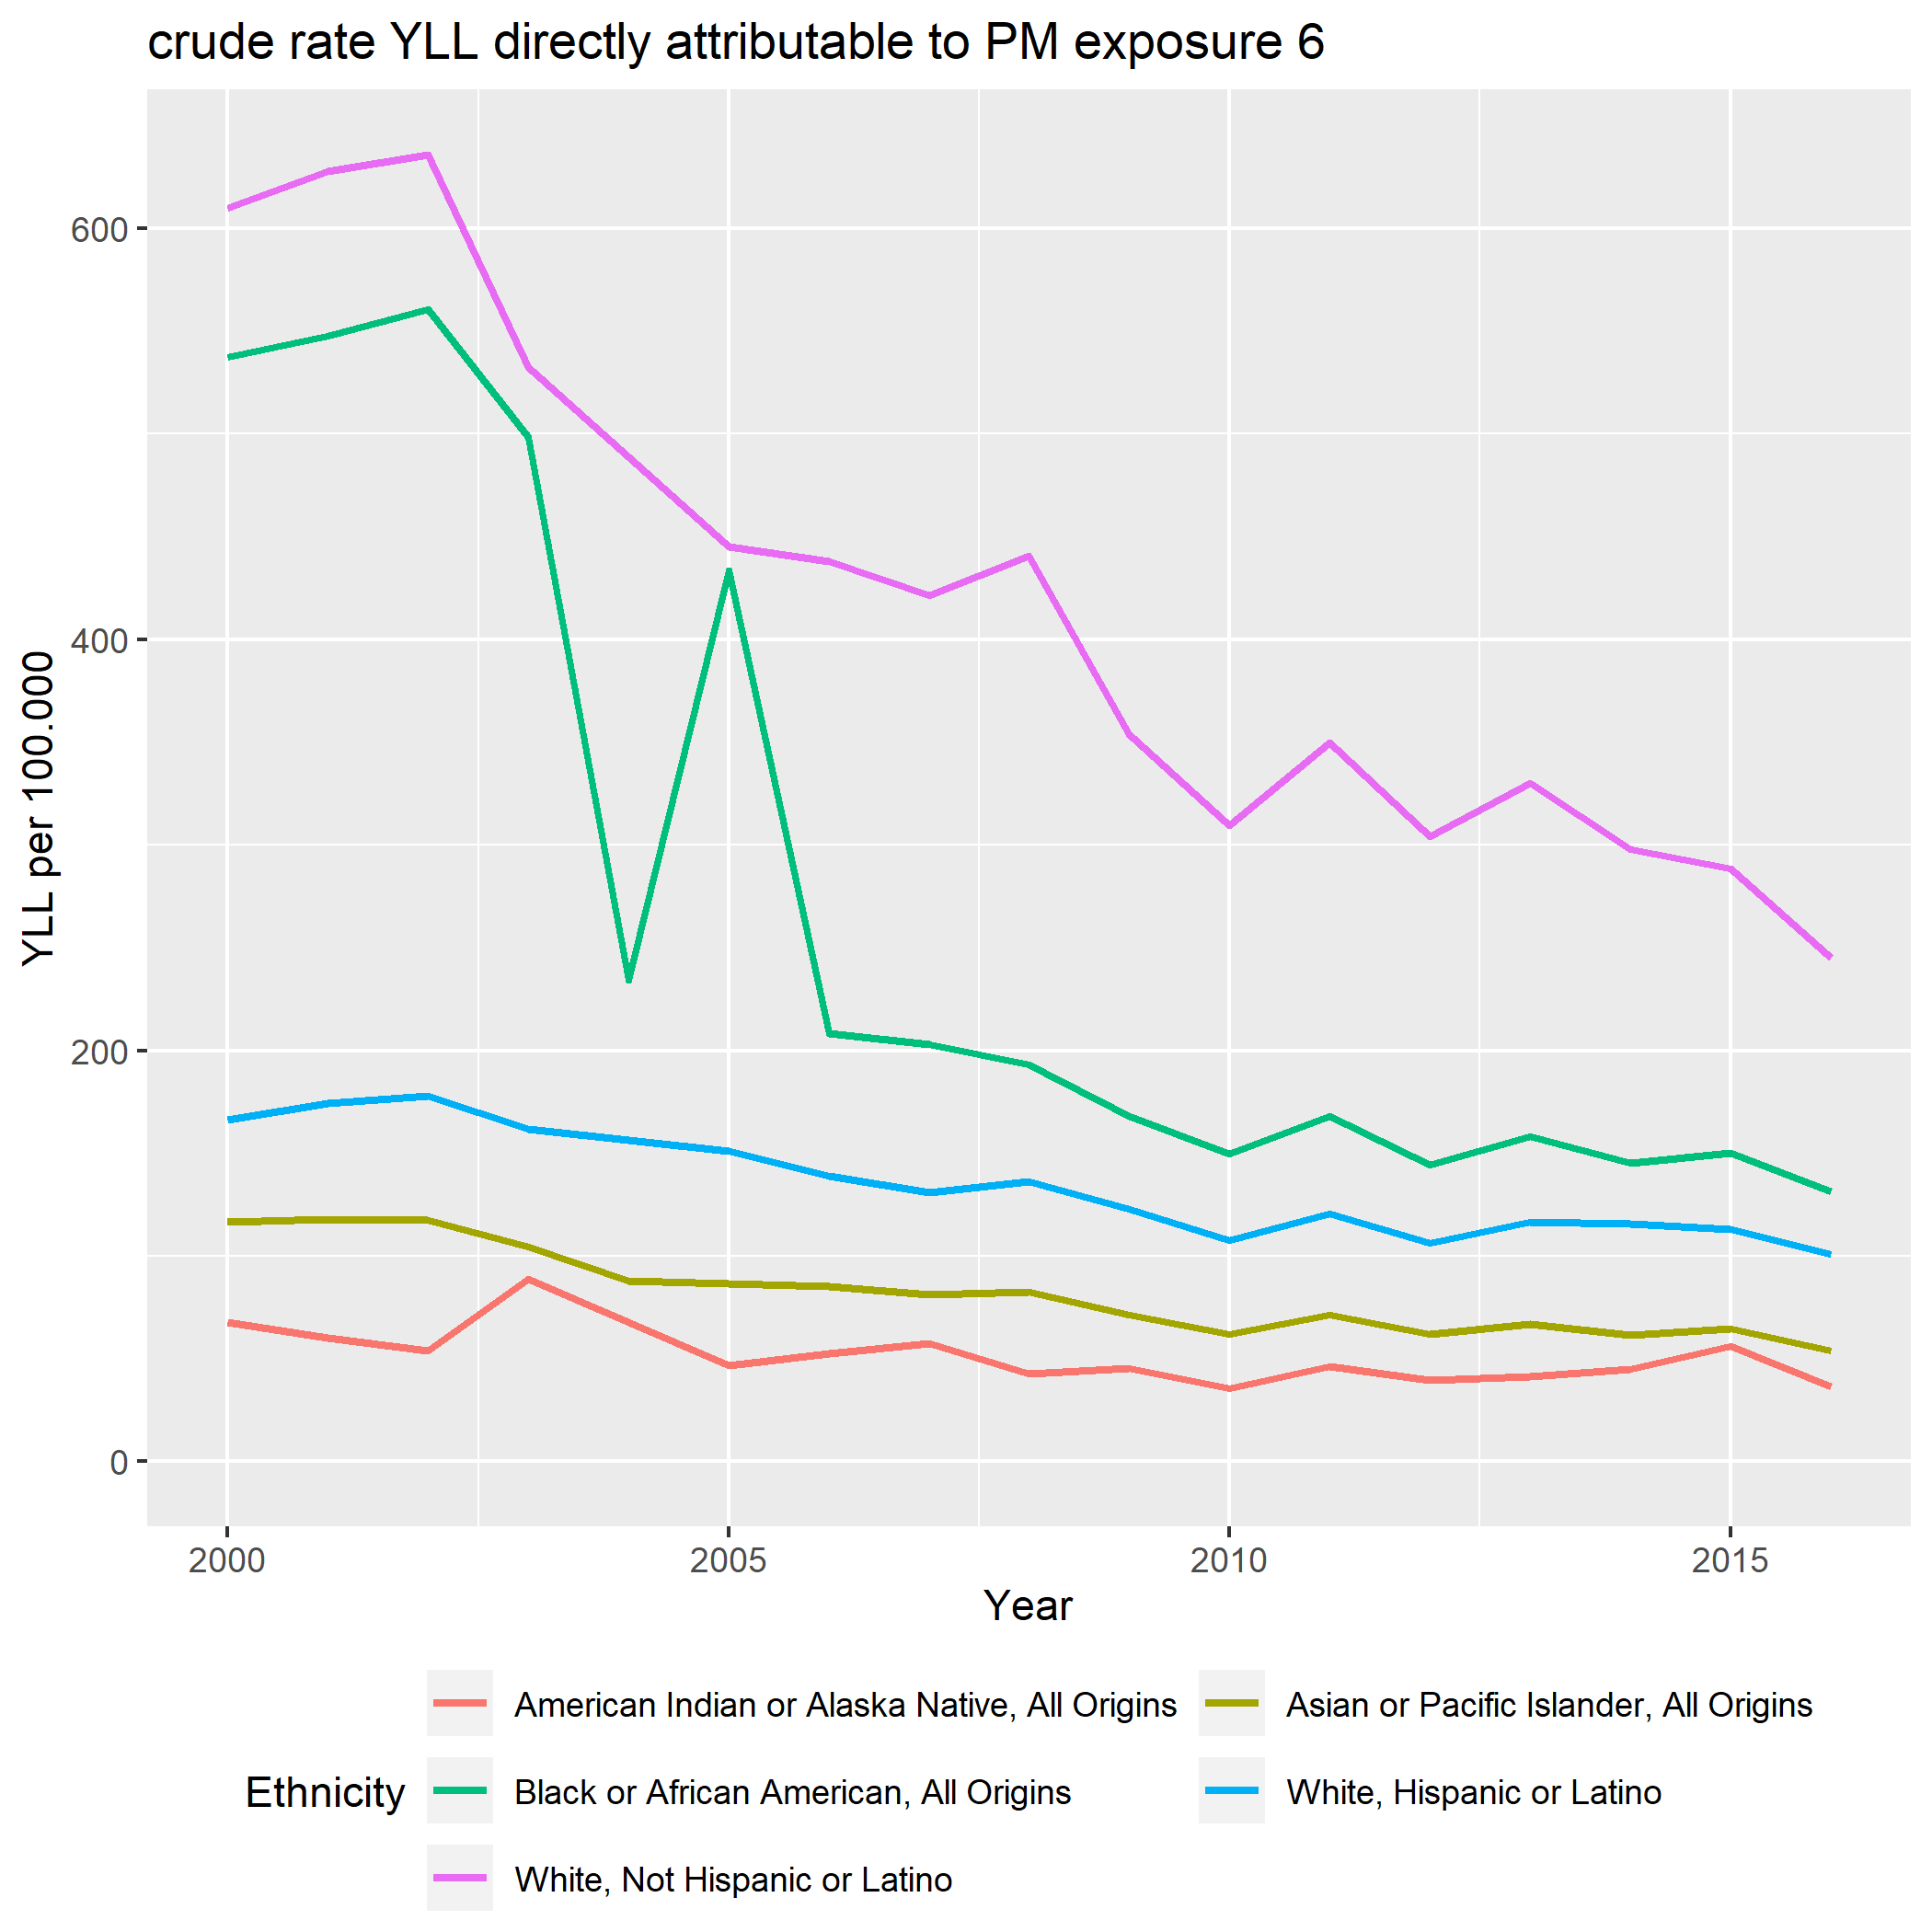 crude rate YLL directly attributable to PM exposure 6
YLL per 100.000
600
400
200
0
2000 2005 2010 2015
Year
Ethnicity
American Indian or Alaska Native, All Origins
Asian or Pacific Islander, All Origins
Black or African American, All Origins
White, Hispanic or Latino
White, Not Hispanic or Latino